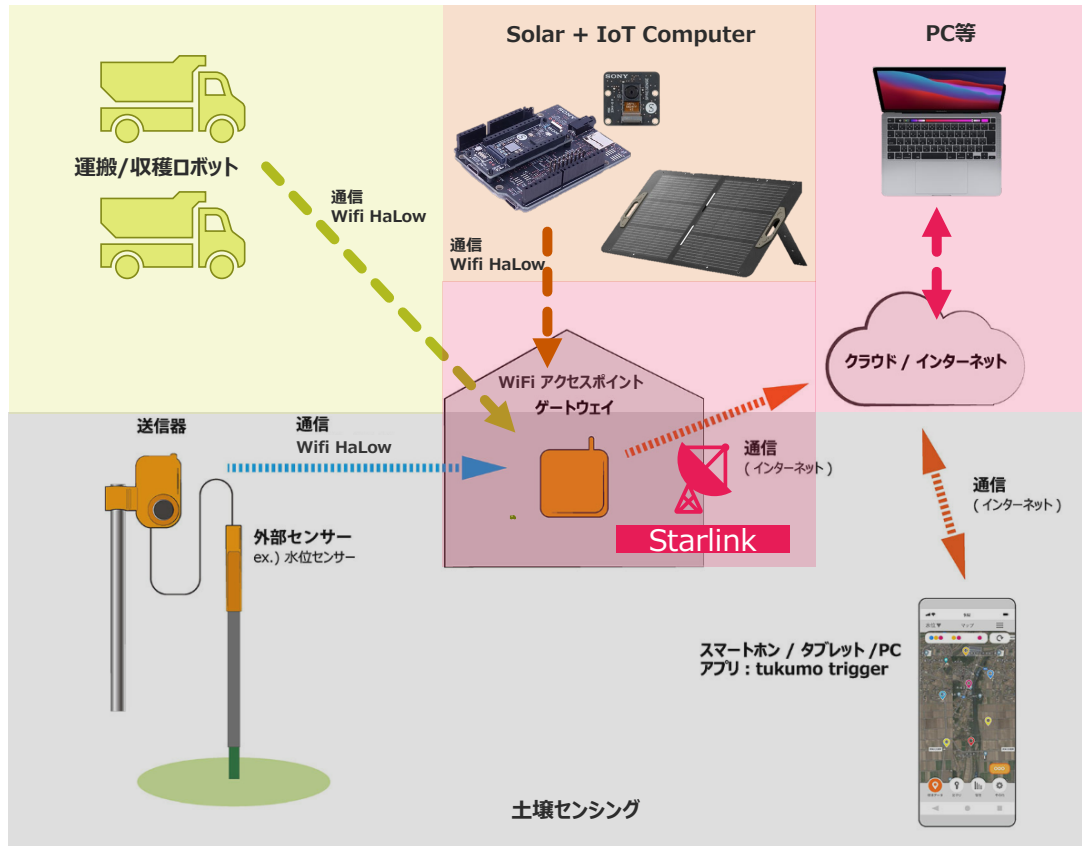 Solar + IoT Computer
PC等
SONY
運搬/収穫ロボット
通信
Wifi HaLow
通信
Wifi HaLow
WiFi アクセスポイント
ゲートウェイ
クラウド / インターネット
送信器
通信
Wifi HaLow
通信
( インターネット )
通信
( インターネット )
Starlink
外部センサー
ex.) 水位センサー
スマートホン / タブレット /PC
アプリ : tukumo trigger
マップ
土壌センシング